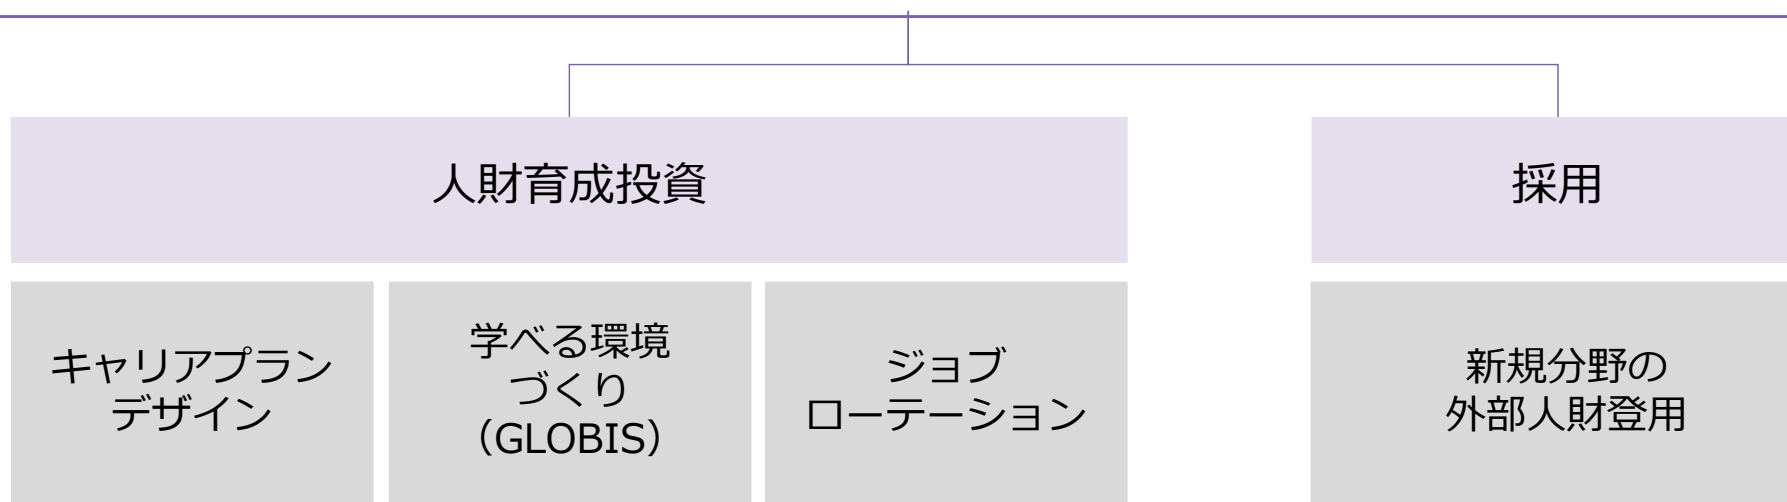 人財育成投資
採用
キャリアプラン
デザイン
学べる環境
づくり
（GLOBIS）
ジョブ
ローテーション
新規分野の
外部人財登用